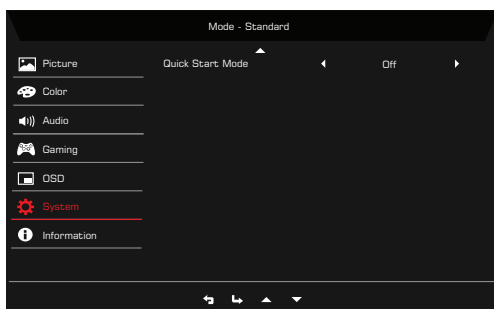 Mode - Standard
Picture
Quick Start Mode Off
Color
Audio
Gaming
OSD
System
Information